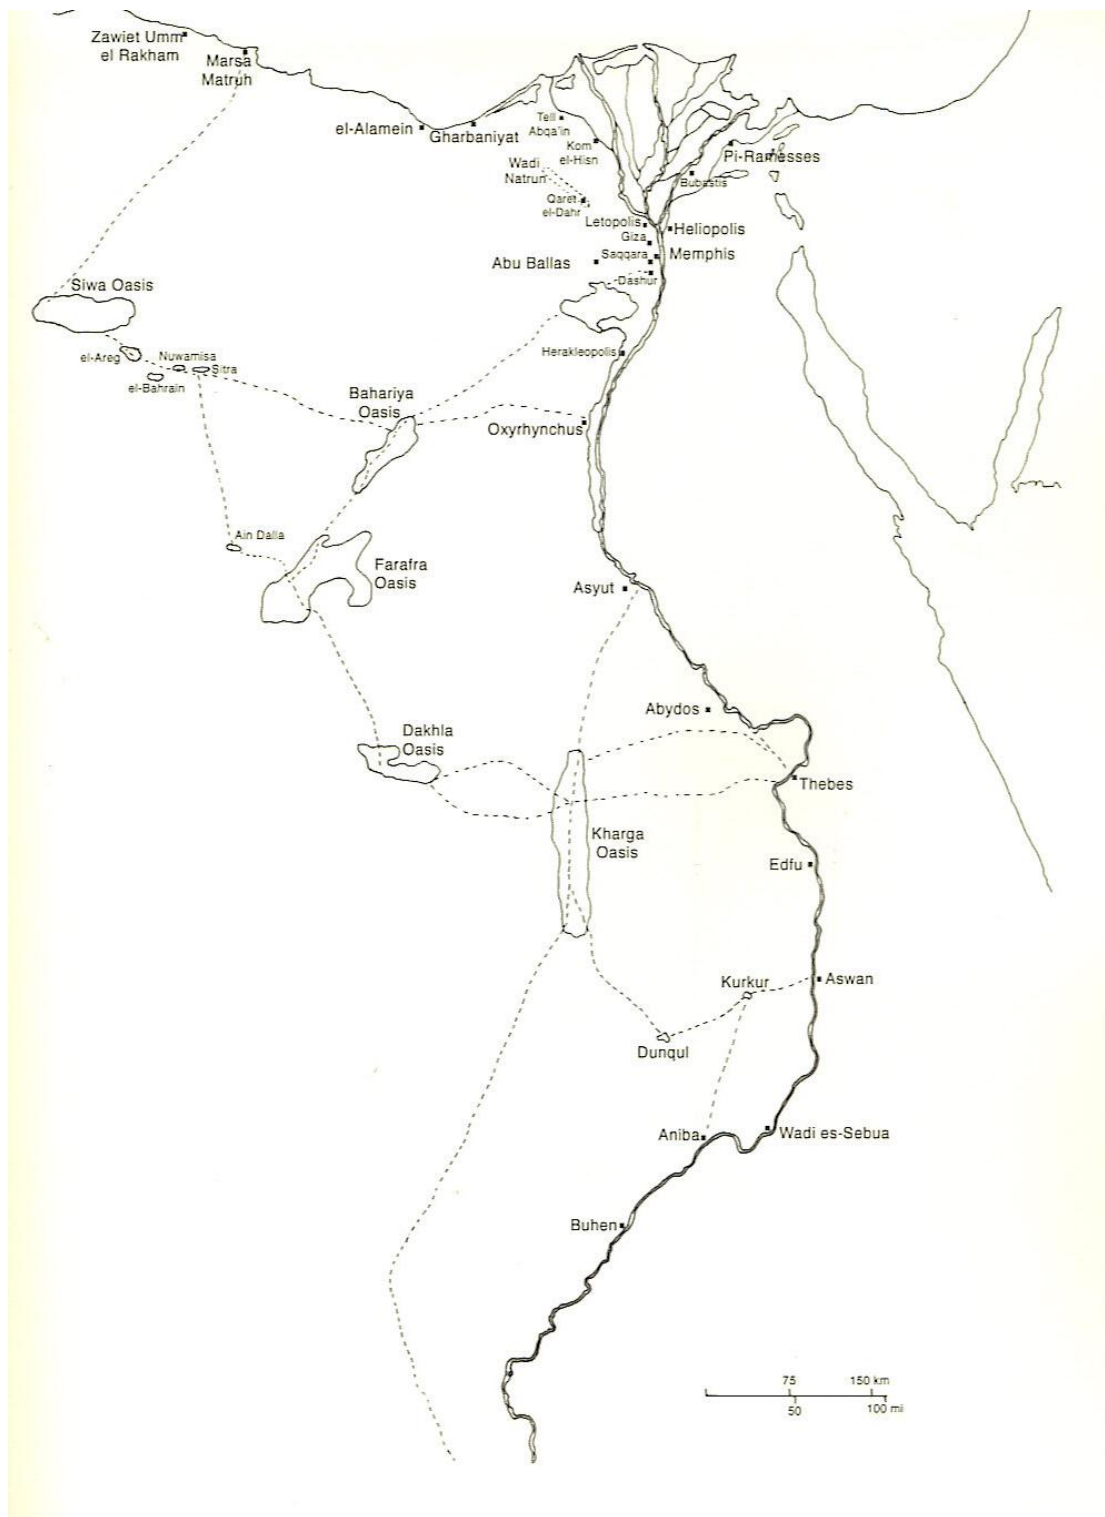 Zawiet Umm
el Rakham
Marsa
Matruh
el-Alamein
Gharbaniyat
Tell
Abqa'in
Kom
el-Hisn
Wadi
Natrun
Qaret
el-Dahr
Pi-Ramesses
Bubastis
Letopolis
Heliopolis
Giza
Saqqara
Memphis
Abu Ballas
Dashur
Siwa Oasis
el-Areg
Nuwamisa
Sitra
el-Bahrain
Herakleopolis
Bahariya
Oasis
Oxyrhynchus
Ain Dalla
Farafra
Oasis
Asyut
Abydos
Dakhla
Oasis
Thebes
Kharga
Oasis
Edfu
Kurkur
Aswan
Dunqul
Aniba
Wadi es-Sebua
Buhen
75 150 km
50 100 mi